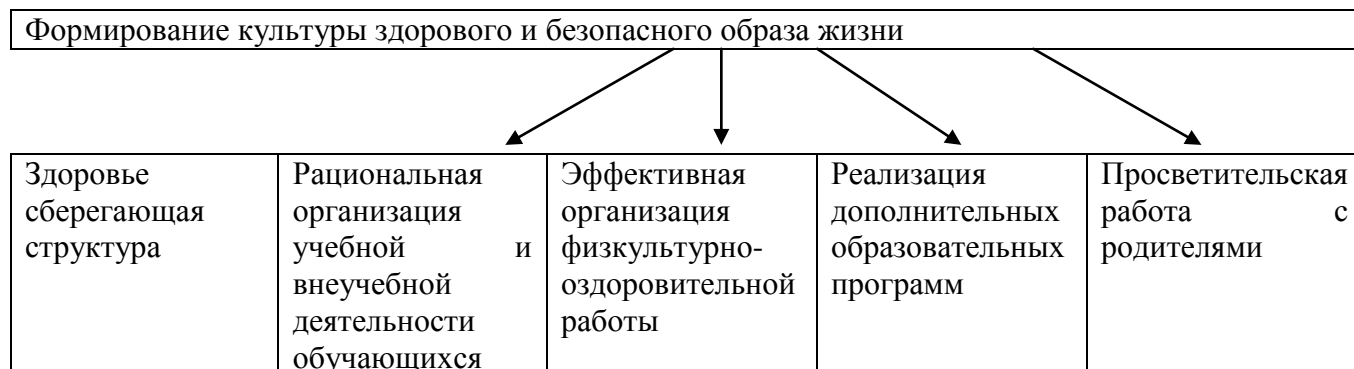 Формирование культуры здорового и безопасного образа жизни
Здоровье
сберегающая
структура
Рациональная
организация
учебной и
внеучебной
деятельности
обучающихся
Эффективная
организация
физкультурно-
оздоровительной
работы
Реализация
дополнительных
образовательных
программ
Просветительская
работа с
родителями